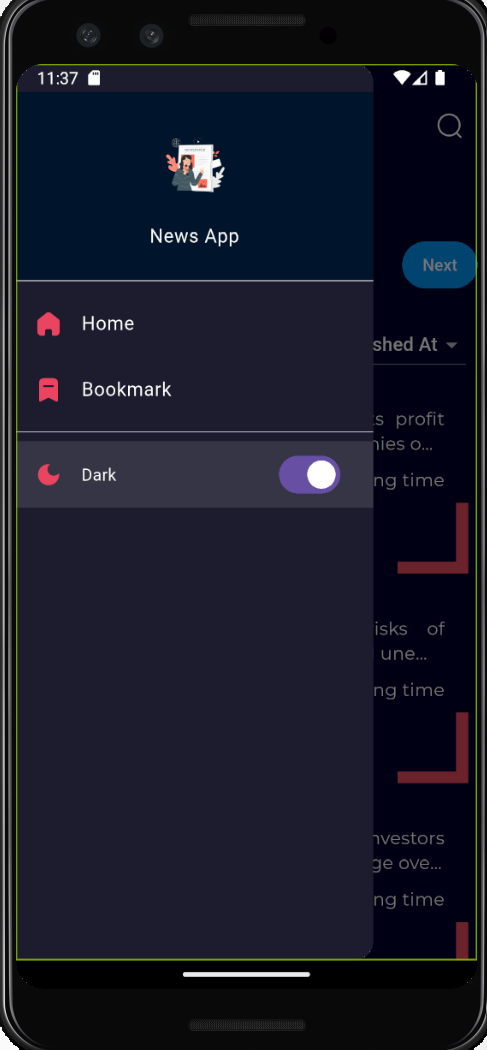 11:37
News App
Next
Home
shed At
Bookmark
s profit
nies o...
Dark
ng time
isks of
une...
ng time
nvestors
ge ove...
ng time